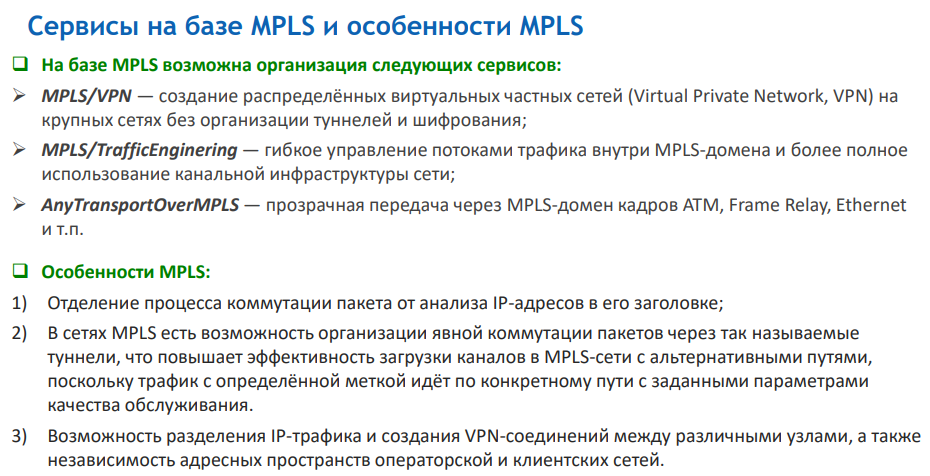 Сервисы на базе MPLS и особенности MPLS
❑ На базе MPLS возможна организация следующих сервисов:
➢ MPLS/VPN — создание распределённых виртуальных частных сетей (Virtual Private Network, VPN) на
крупных сетях без организации туннелей и шифрования;
➢ MPLS/TrafficEnginering — гибкое управление потоками трафика внутри MPLS-домена и более полное
использование канальной инфраструктуры сети;
➢ AnyTransportOverMPLS — прозрачная передача через MPLS-домен кадров ATM, Frame Relay, Ethernet
и т.п.
❑ Особенности MPLS:
1) Отделение процесса коммутации пакета от анализа IP-адресов в его заголовке;
2) В сетях MPLS есть возможность организации явной коммутации пакетов через так называемые
туннели, что повышает эффективность загрузки каналов в MPLS-сети с альтернативными путями,
поскольку трафик с определённой меткой идёт по конкретному пути с заданными параметрами
качества обслуживания.
3) Возможность разделения IP-трафика и создания VPN-соединений между различными узлами, а также
независимость адресных пространств операторской и клиентских сетей.